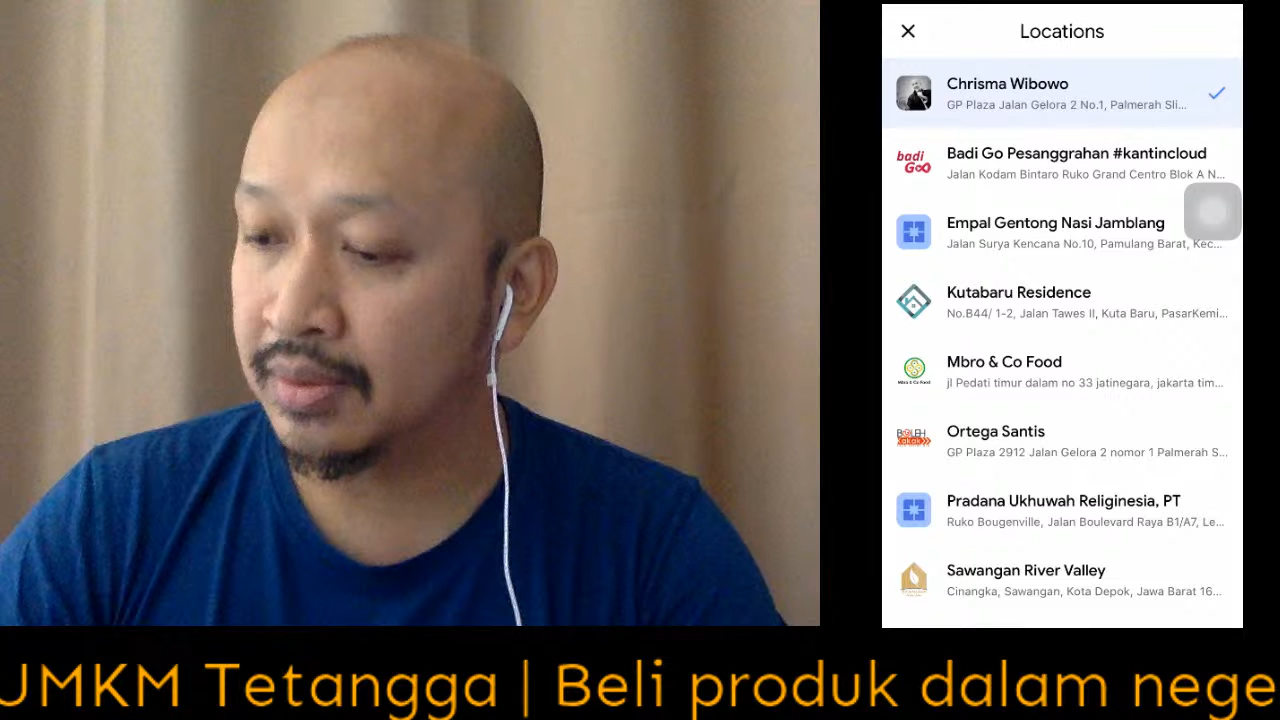 Locations
Chrisma Wibowo
GP Plaza Jalan Gelora 2 No.1, Palmerah Sli...
badi
Go
Badi Go Pesanggrahan #kantincloud
Jalan Kodam Bintaro Ruko Grand Centro Blok A N...
Empal Gentong Nasi Jamblang
Jalan Surya Kencana No.10, Pamulang Barat, Kec...
Kutabaru Residence
No.B44/ 1-2, Jalan Tawes II, Kuta Baru, PasarKemi...
Mbro & Co Food
Mbro & Co Food
jl Pedati timur dalam no 33 jatinegara, jakarta tim...
Ortega Santis
GP Plaza 2912 Jalan Gelora 2 nomor 1 Palmerah S...
Pradana Ukhuwah Religinesia, PT
Ruko Bougenville, Jalan Boulevard Raya B1/A7, Le...
Sawangan River Valley
Cinangka, Sawangan, Kota Depok, Jawa Barat 16...
UMKM Tetangga | Beli produk dalam nege